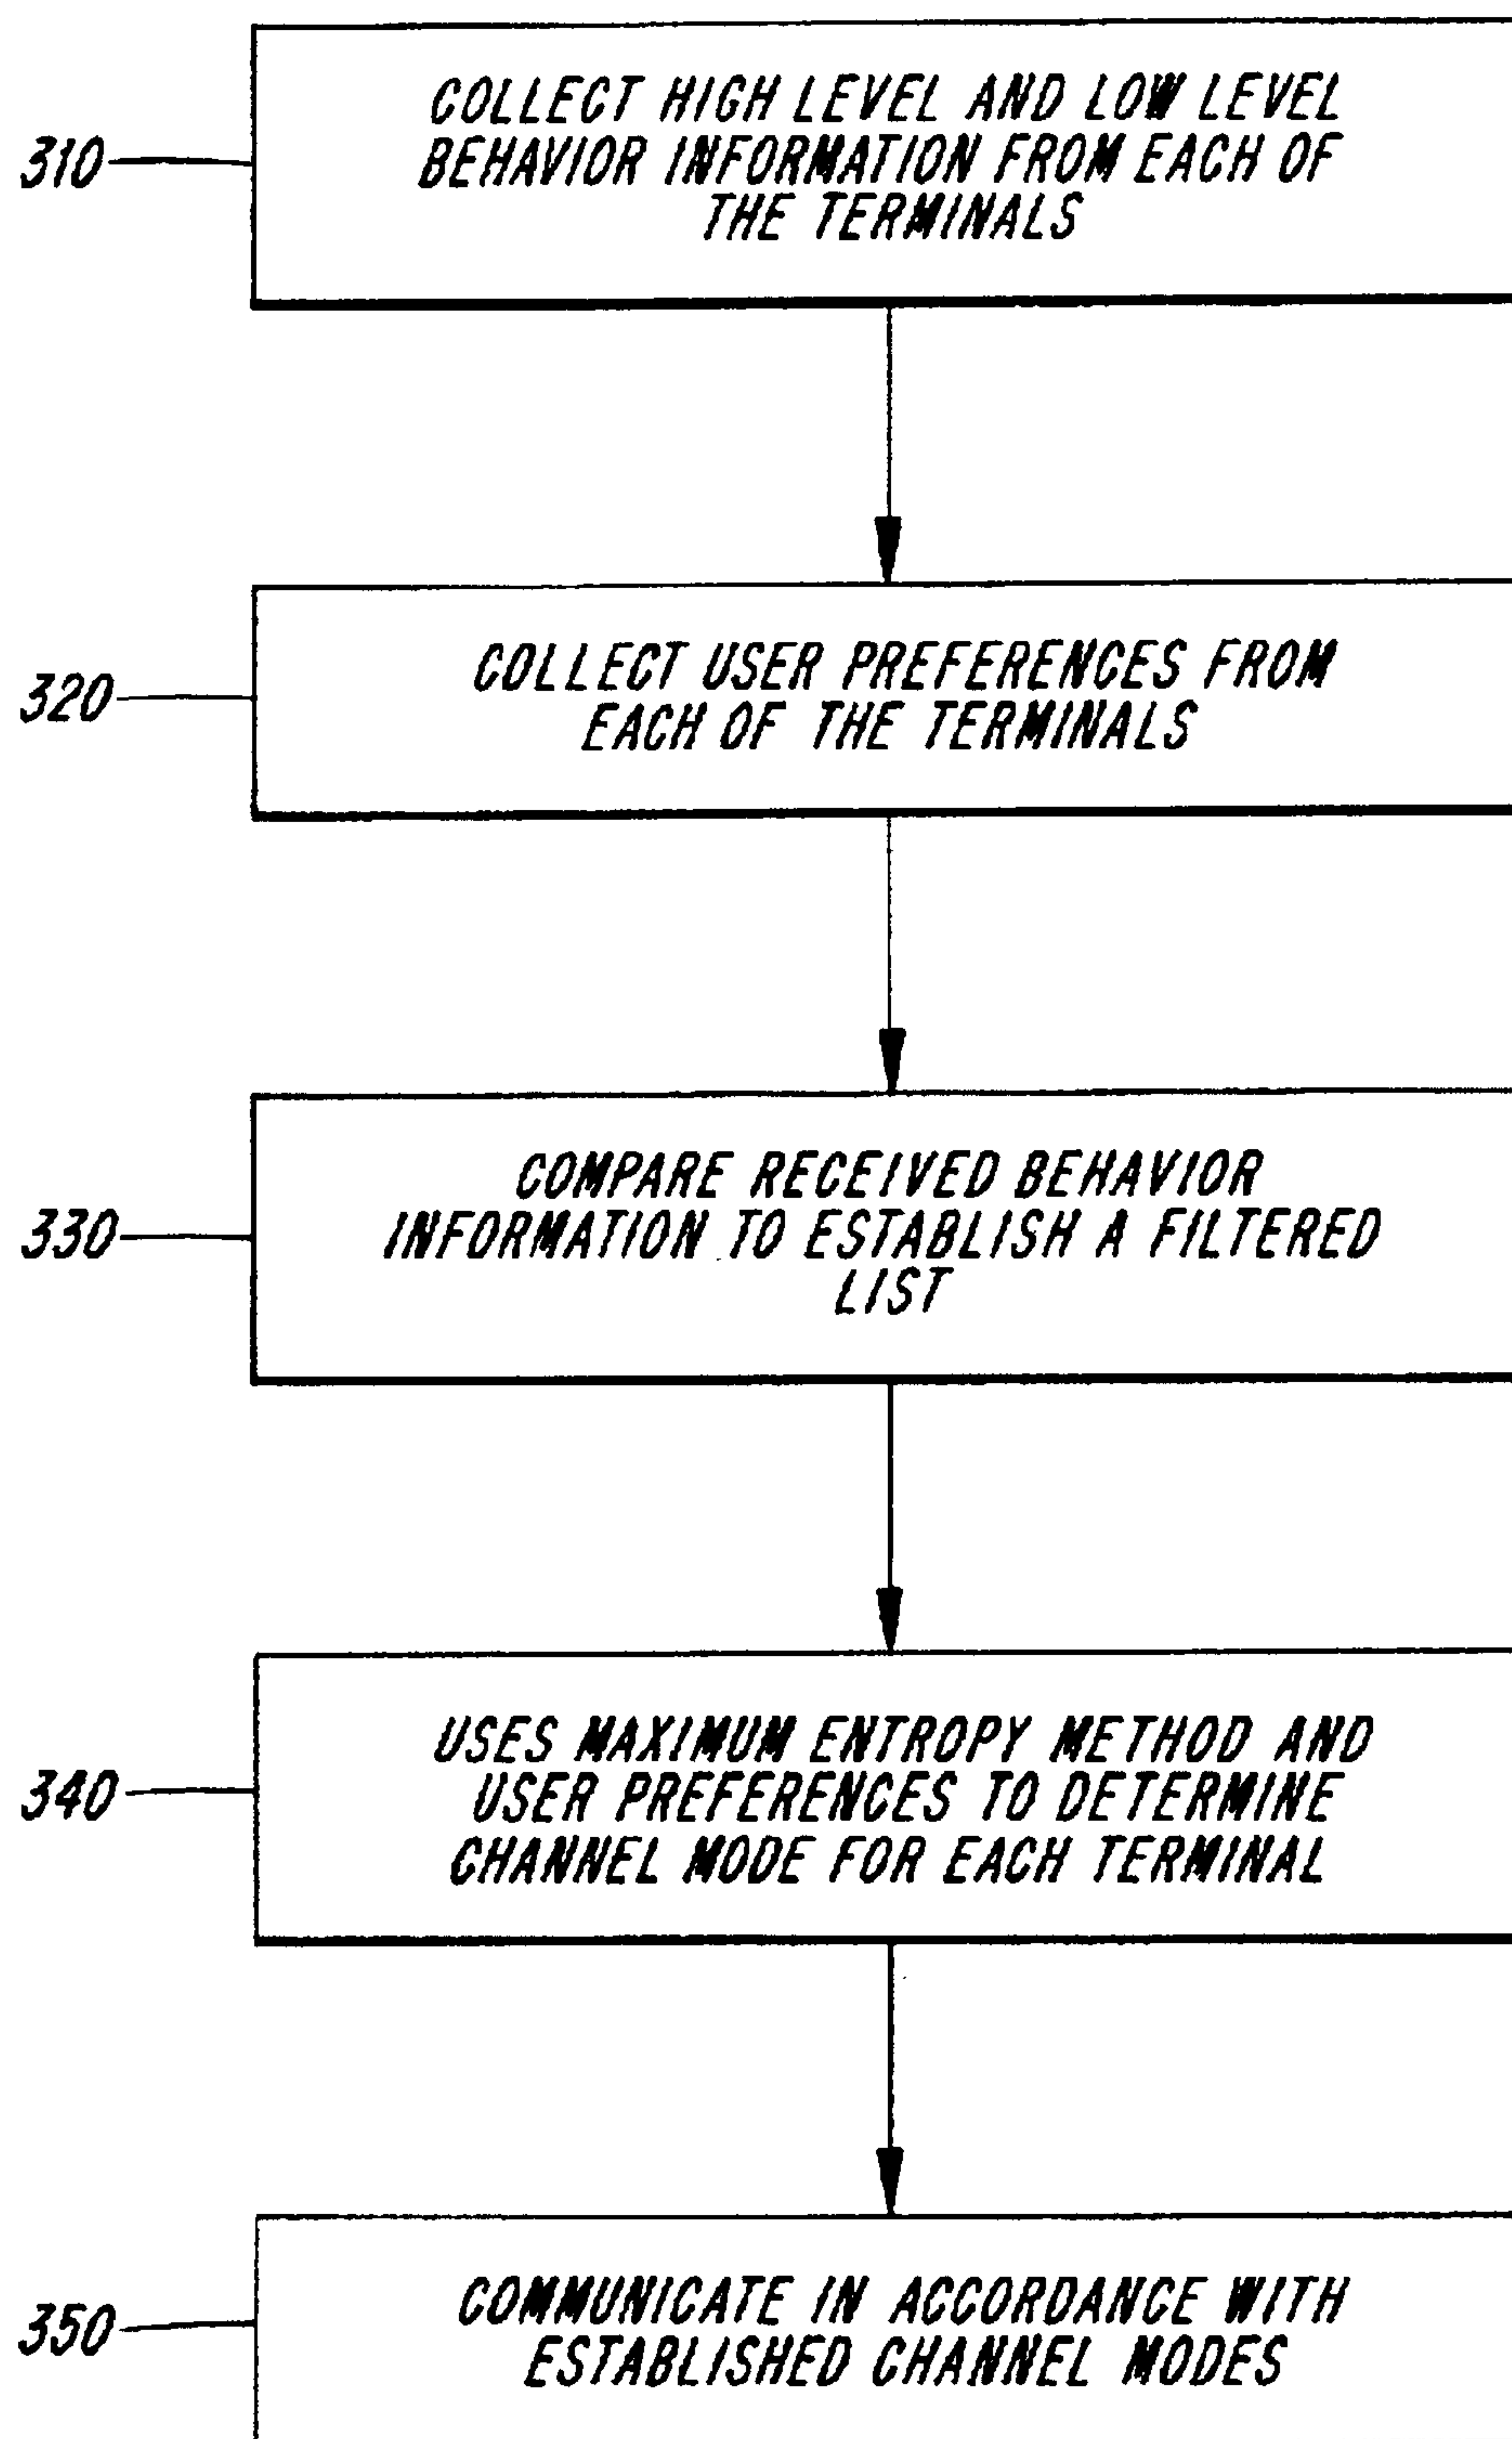 COLLECT HIGH LEVEL AND LOW LEVEL
BEHAVIOR INFORMATION FROM EACH OF
THE TERMINALS
310
COLLECT USER PREFERENCES FROM
EACH OF THE TERMINALS
320
COMPARE RECEIVED BEHAVIOR
INFORMATION TO ESTABLISH A FILTERED
LIST
330
USES MAXIMUM ENTROPY METHOD AND
USER PREFERENCES TO DETERMINE
CHANNEL MODE FOR EACH TERMINAL
340
COMMUNICATE IN ACCORDANCE WITH
ESTABLISHED CHANNEL MODES
350